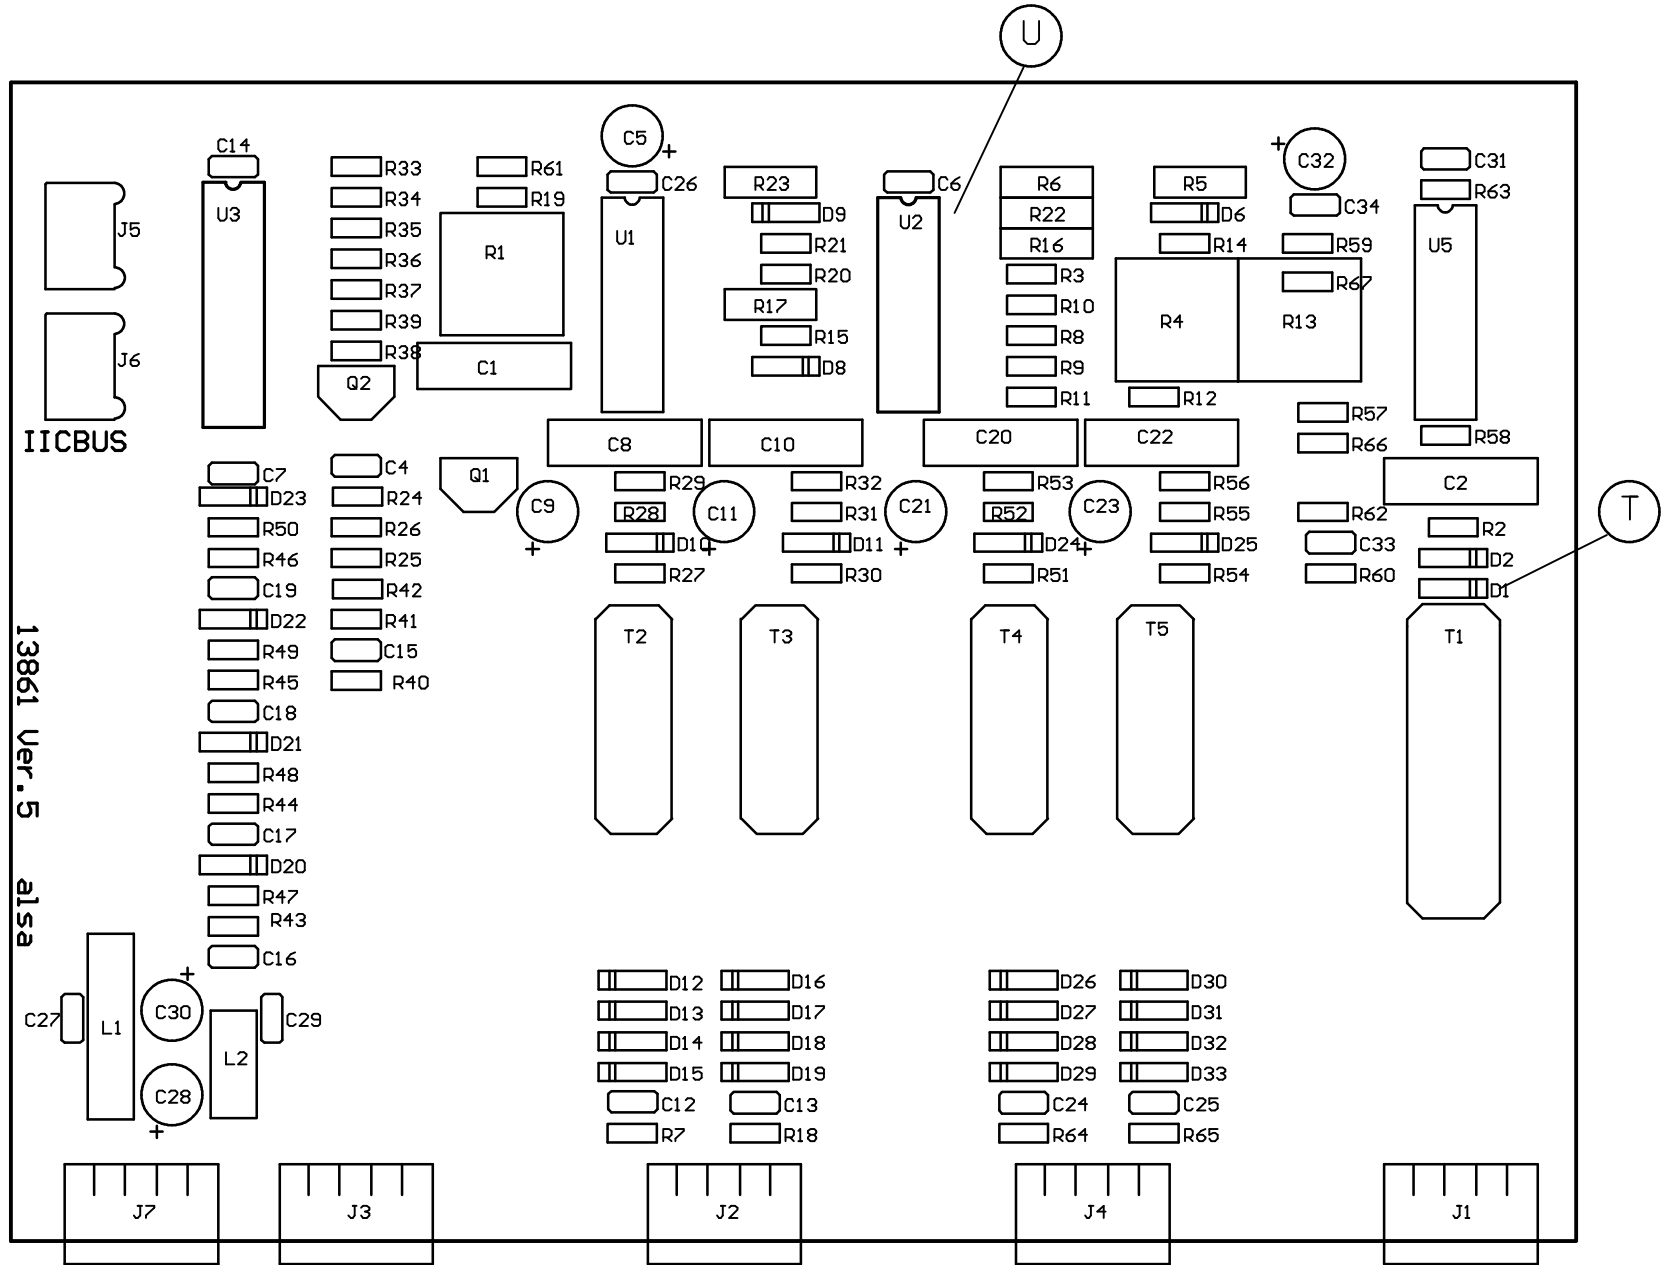 U
C5
+
C14
R33
R61
C26
R23
C6
R6
R5
+
C32
C31
R34
R19
R22
R63
U3
J5
R35
R1
U1
D9
U2
D6
C34
R21
R16
R14
R59
U5
R36
R20
R3
R67
R37
R17
R10
R4
R13
R39
R15
R8
J6
R38
C1
D8
R9
Q2
R11
R12
IICBUS
C8
C10
C20
C22
R57
R66
R58
C7
C4
Q1
R29
R32
R53
R56
C2
D23
R24
C9
R28
C11
R31
C21
R52
C23
R55
R62
T
R50
R26
+
D10
+
D11
+
D24
+
D25
C33
R2
R46
R25
R27
R30
R51
R54
R60
D2
C19
R42
D1
D22
R41
T2
T3
T4
T5
T1
R49
C15
R45
R40
13861 Ver.5 alsa
C18
D21
R48
R44
C17
D20
R47
R43
C16
+
D12
D16
D26
D30
C27
L1
C30
C29
D13
D17
D27
D31
L2
D14
D18
D28
D32
C28
D15
D19
D29
D33
+
C12
C13
C24
C25
R7
R18
R64
R65
J7
J3
J2
J4
J1